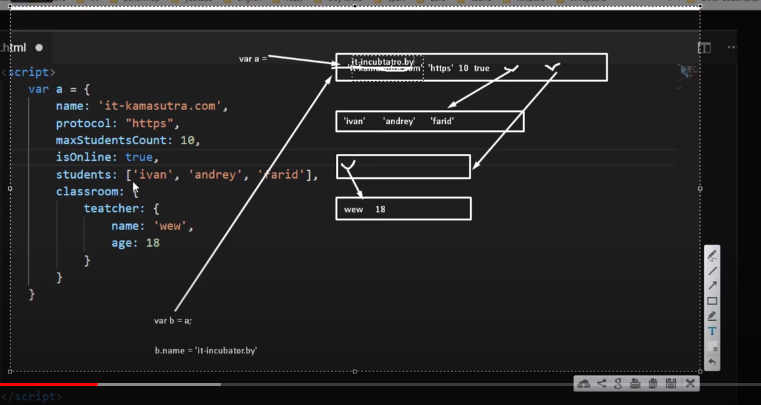 .html
<script>
var a = {
name: 'it-kamasutra.com',
protocol: "https",
maxStudentsCount: 10,
isOnline: true,
students: ['ivan', 'andrey', 'farid'],
classroom: {
teatcher: {
name: 'wew',
age: 18
}
}
}
</script>
var a =
it-incubtatro.by
'it-kamasutra.com' 'https' 10 true
'ivan' 'andrey' 'farid'
wew 18
var b = a;
b.name = 'it-incubator.by'
T